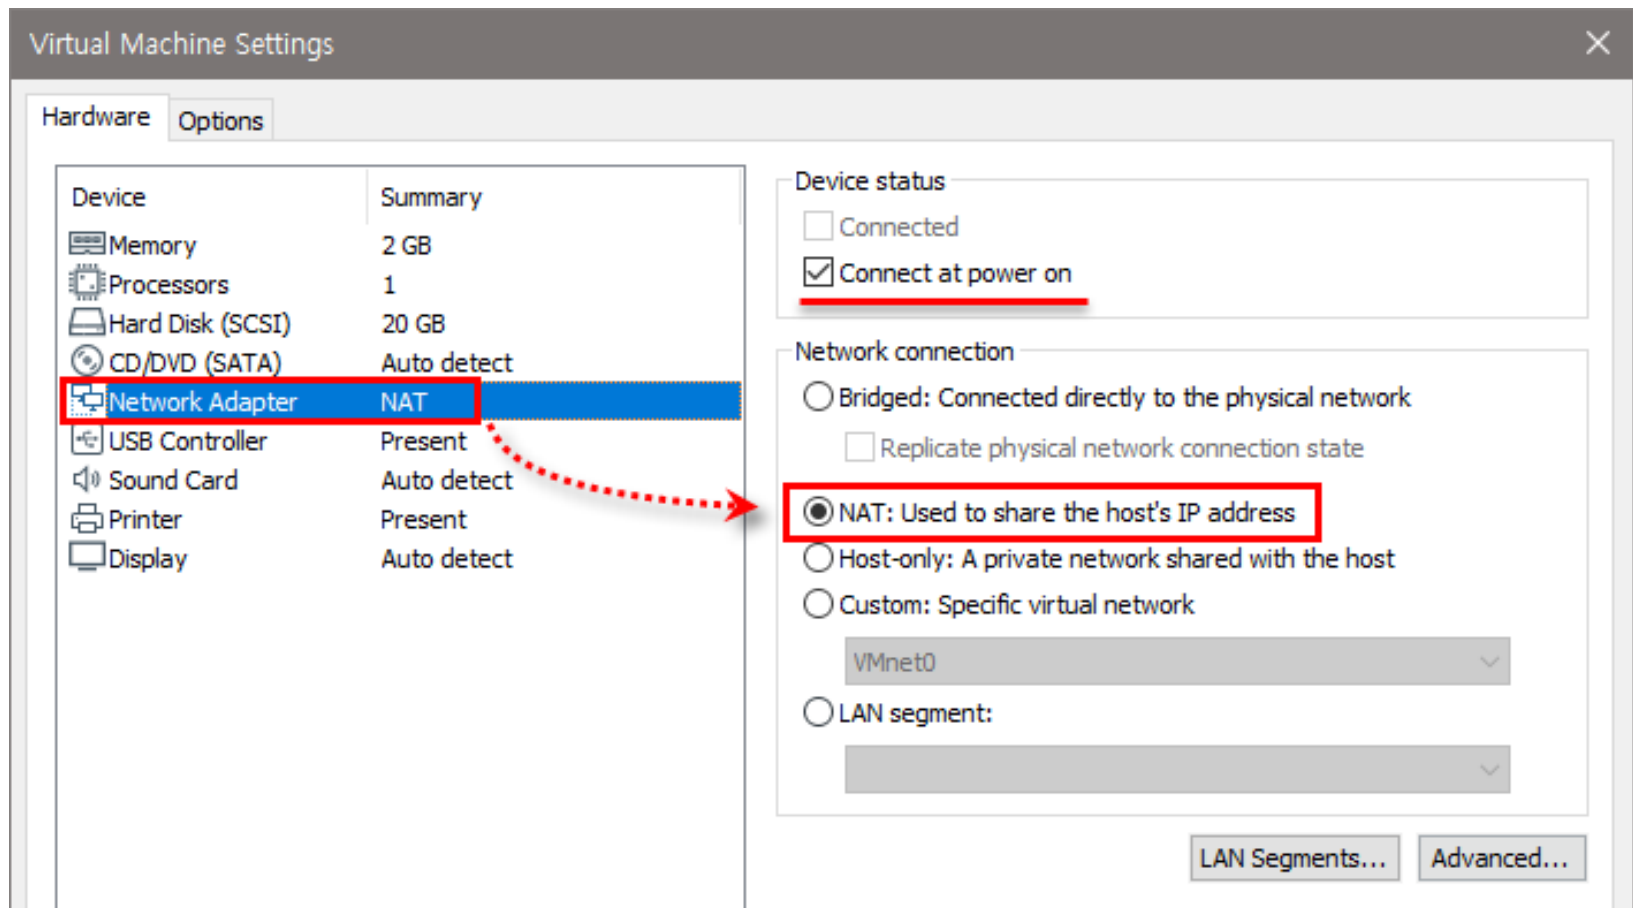 Virtual Machine Settings
Hardware Options
Device Summary
Memory 2 GB
Processors 1
Hard Disk (SCSI) 20 GB
CD/DVD (SATA) Auto detect
Network Adapter NAT
USB Controller Present
Sound Card Auto detect
Printer Present
Display Auto detect
Device status
Connected
Connect at power on
Network connection
Bridged: Connected directly to the physical network
Replicate physical network connection state
NAT: Used to share the host's IP address
Host-only: A private network shared with the host
Custom: Specific virtual network
VMnet0
LAN segment:
LAN Segments... Advanced...